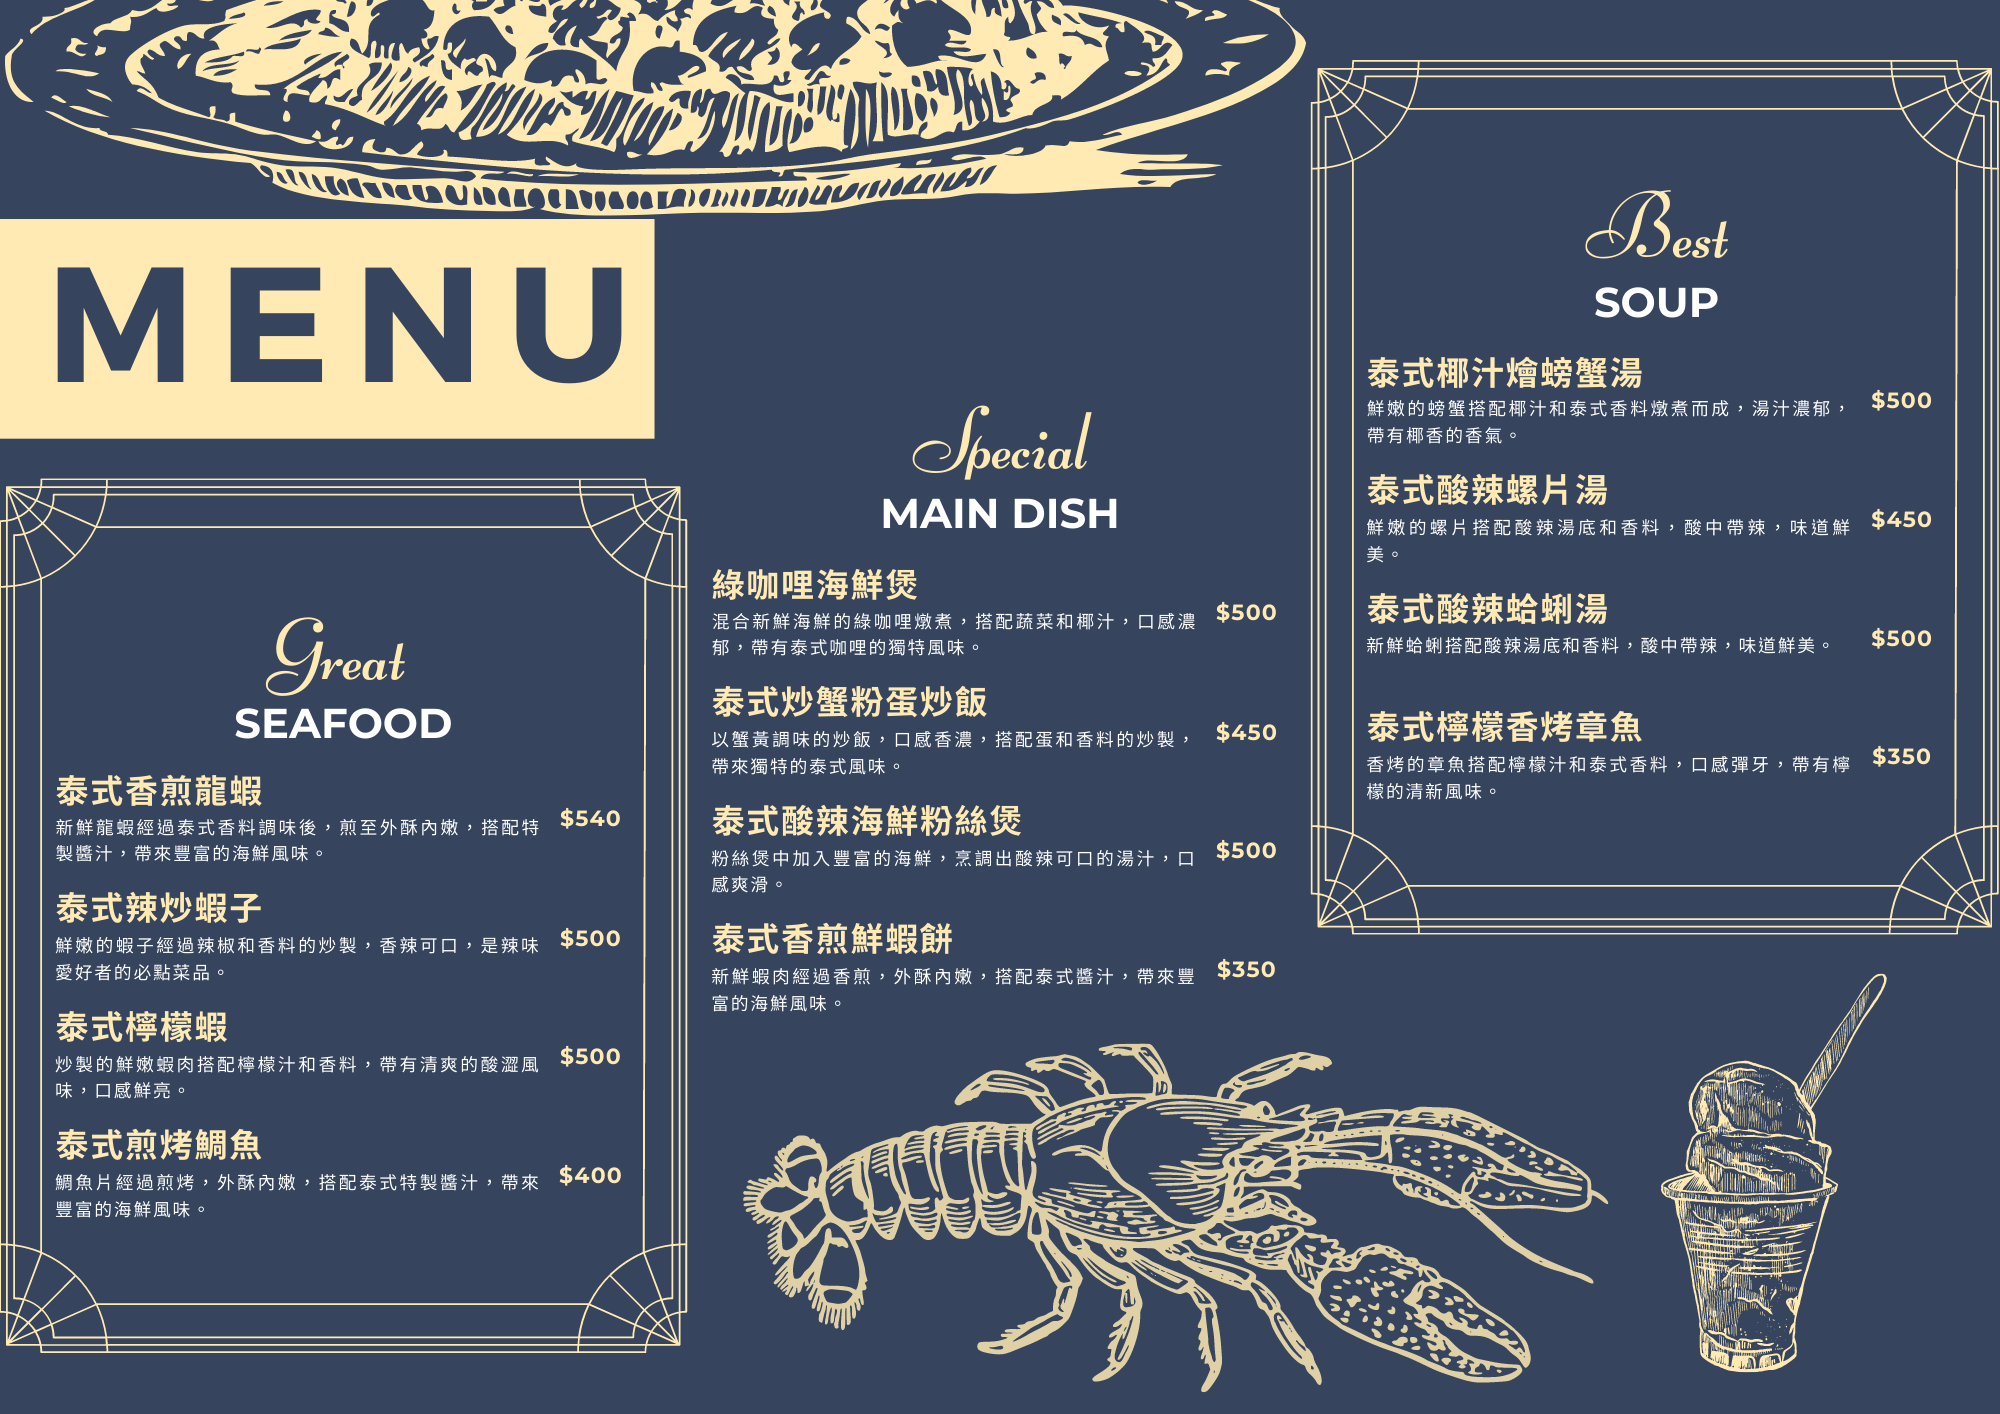 MENU
Great
SEAFOOD
泰式香煎龍蝦
新鮮龍蝦經過泰式香料調味後，煎至外酥內嫩，搭配特
製醬汁，帶來豐富的海鮮風味。
$540
泰式辣炒蝦子
鮮嫩的蝦子經過辣椒和香料的炒製，香辣可口，是辣味
愛好者的必點菜品。
$500
泰式檸檬蝦
炒製的鮮嫩蝦肉搭配檸檬汁和香料，帶有清爽的酸澀風
味，口感鮮亮。
$500
泰式煎烤鯛魚
鯛魚片經過煎烤，外酥內嫩，搭配泰式特製醬汁，帶來
豐富的海鮮風味。
$400
Special
MAIN DISH
綠咖哩海鮮煲
混合新鮮海鮮的綠咖哩燉煮，搭配蔬菜和椰汁，口感濃
郁，帶有泰式咖哩的獨特風味。
$500
泰式炒蟹粉蛋炒飯
以蟹黃調味的炒飯，口感香濃，搭配蛋和香料的炒製，
帶來獨特的泰式風味。
$450
泰式酸辣海鮮粉絲煲
粉絲煲中加入豐富的海鮮，烹調出酸辣可口的湯汁，口
感爽滑。
$500
泰式香煎鮮蝦餅
新鮮蝦肉經過香煎，外酥內嫩，搭配泰式醬汁，帶來豐
富的海鮮風味。
$350
Best
SOUP
泰式椰汁燴螃蟹湯
鮮嫩的螃蟹搭配椰汁和泰式香料燉煮而成，湯汁濃郁，
帶有椰香的香氣。
$500
泰式酸辣螺片湯
鮮嫩的螺片搭配酸辣湯底和香料，酸中帶辣，味道鮮
美。
$450
泰式酸辣蛤蜊湯
新鮮蛤蜊搭配酸辣湯底和香料，酸中帶辣，味道鮮美。
$500
泰式檸檬香烤章魚
香烤的章魚搭配檸檬汁和泰式香料，口感彈牙，帶有檸
檬的清新風味。
$350